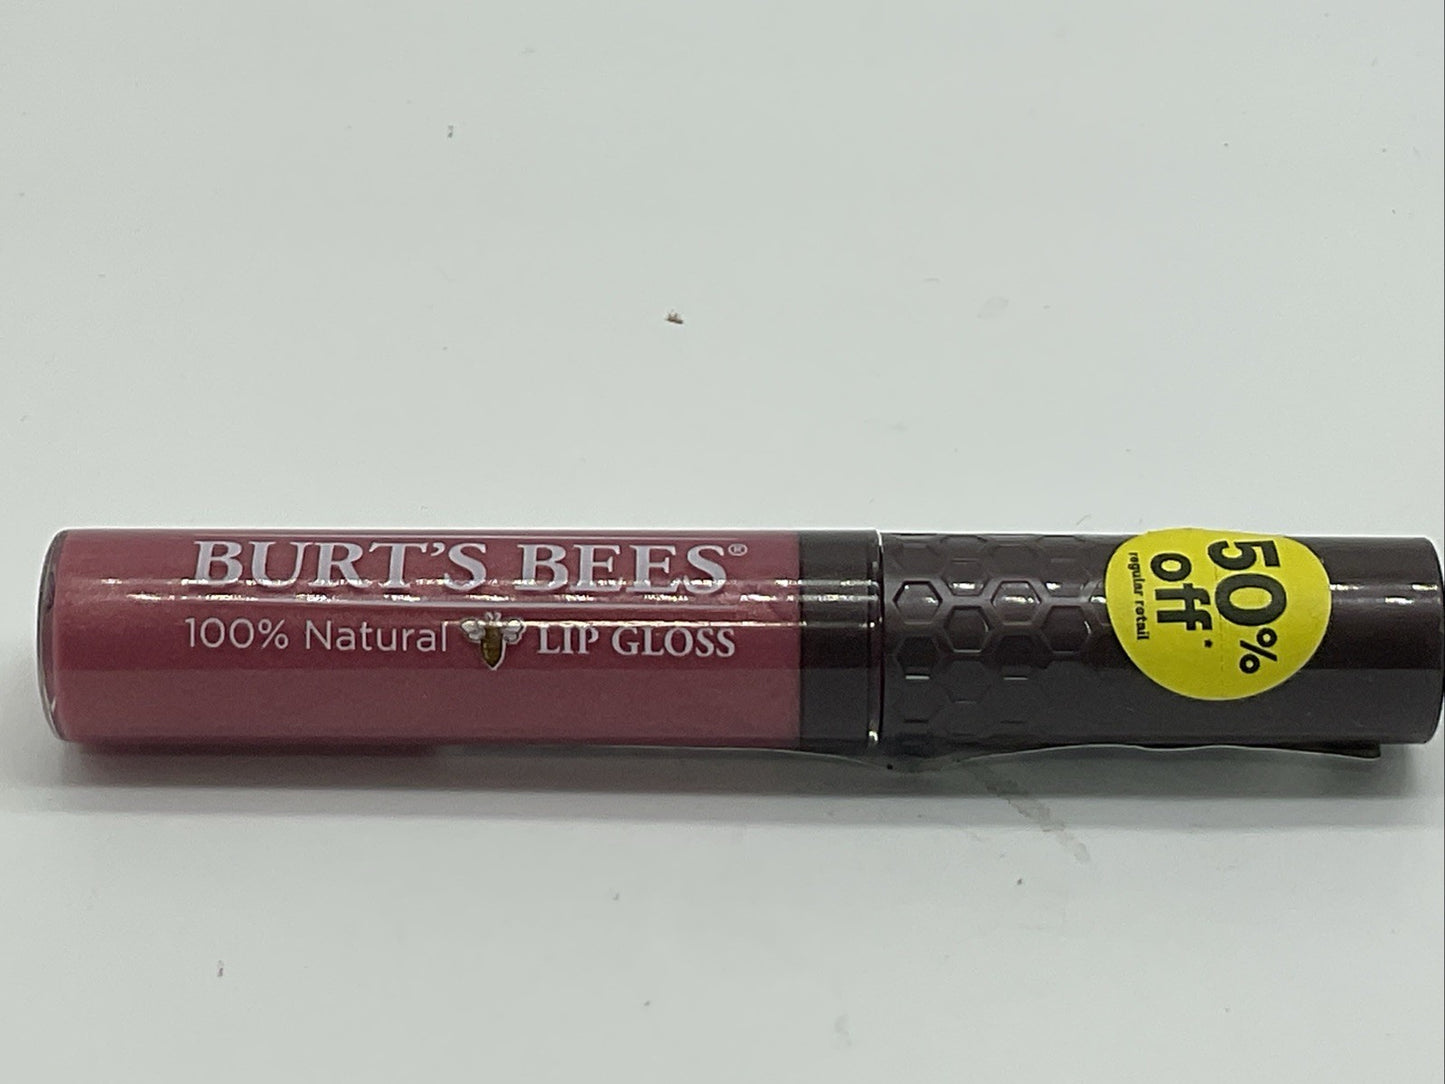 BURT'S BEES®
100% Natural LIP GLOSS
50%
off*
regular retail